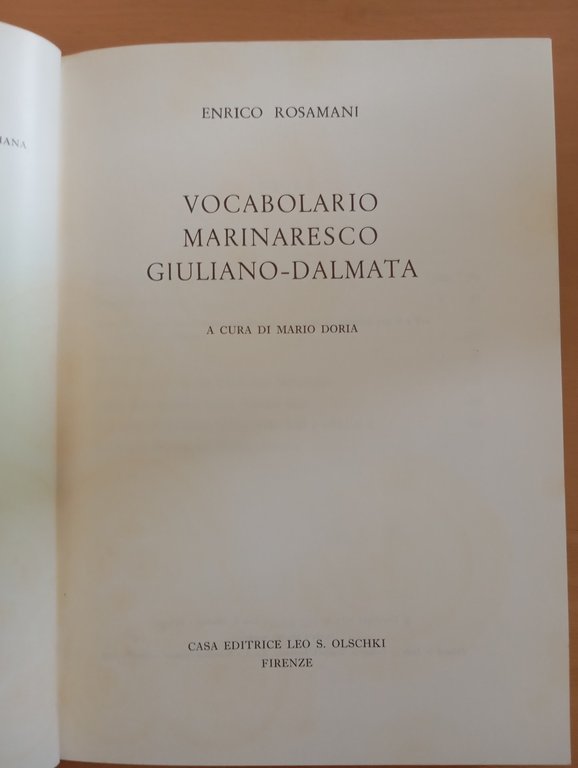 ENRICO ROSAMANI
VOCABOLARIO
MARINARESCO
GIULIANO-DALMATA
A CURA DI MARIO DORIA
CASA EDITRICE LEO S. OLSCHKI
FIRENZE